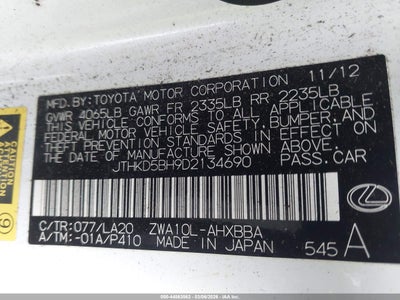 MFD.BY:TOYOTA MOTOR CORPORATION 11/12
GVWR 4065LB GAWR FR 2335LB RR 2235LB
THIS VEHICLE CONFORMS TO ALL APPLICABLE
FEDERAL MOTOR VEHICLE SAFETY, BUMPER, AND
THEFT PREVENTION STANDARDS IN EFFECT ON
THE DATE OF MANUFACTURE SHOWN ABOVE.
JTHKD5BH9D2134690 PASS.CAR
C/TR:077/LA20 ZWA10L-AHXBBA
A/TM:-01A/P410 MADE IN JAPAN 545 A
CAUTION